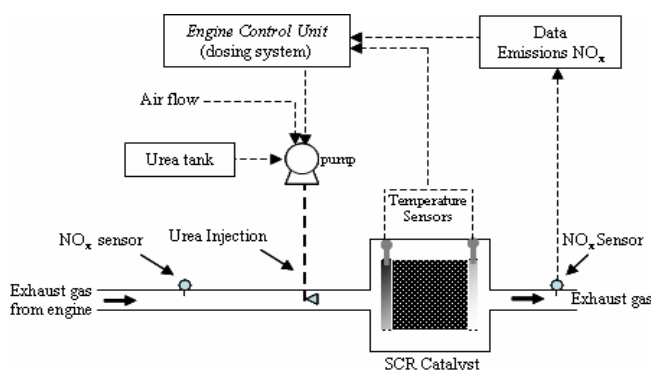 Engine Control Unit
(dosing system)
Data
Emissions NOx
Air flow
Urea tank
pump
Temperature
Sensors
NOx sensor
Urea Injection
NOx Sensor
Exhaust gas
from engine
Exhaust gas
SCR Catalyst